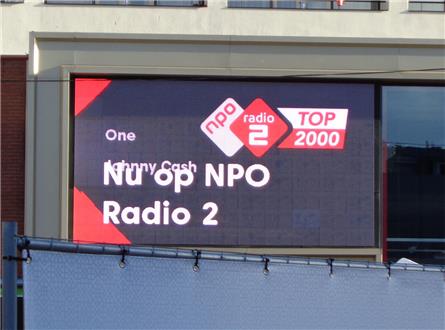 npo
radio
2
TOP
2000
One
Johnny Cash
Nu op NPO
Radio 2